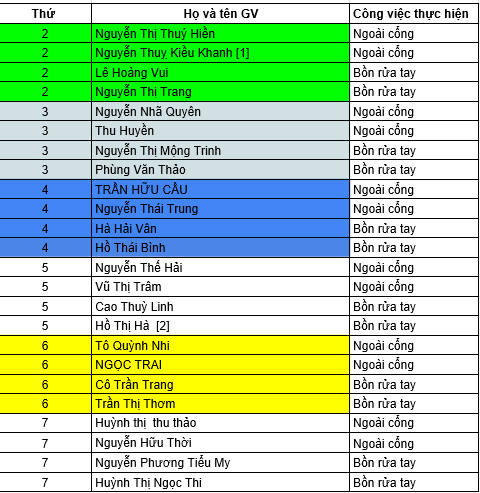 Thứ Họ và tên GV Công việc thực hiện
2 Nguyễn Thị Thuý Hiền Ngoài cổng
2 Nguyễn Thuỵ Kiều Khanh [1] Ngoài cổng
2 Lê Hoàng Vui Bồn rửa tay
2 Nguyễn Thị Trang Bồn rửa tay
3 Nguyễn Nhã Quyên Ngoài cổng
3 Thu Huyền Ngoài cổng
3 Nguyễn Thị Mộng Trinh Bồn rửa tay
3 Phùng Văn Thảo Bồn rửa tay
4 TRẦN HỮU CẦU Ngoài cổng
4 Nguyễn Thái Trung Ngoài cổng
4 Hà Hải Vân Bồn rửa tay
4 Hồ Thái Bình Bồn rửa tay
5 Nguyễn Thế Hải Ngoài cổng
5 Vũ Thị Trâm Ngoài cổng
5 Cao Thuỳ Linh Bồn rửa tay
5 Hồ Thị Hà [2] Bồn rửa tay
6 Tô Quỳnh Nhi Ngoài cổng
6 NGỌC TRAI Ngoài cổng
6 Cô Trần Trang Bồn rửa tay
6 Trần Thị Thơm Bồn rửa tay
7 Huỳnh thị thu thảo Ngoài cổng
7 Nguyễn Hữu Thời Ngoài cổng
7 Nguyễn Phương Tiểu My Bồn rửa tay
7 Huỳnh Thị Ngọc Thi Bồn rửa tay